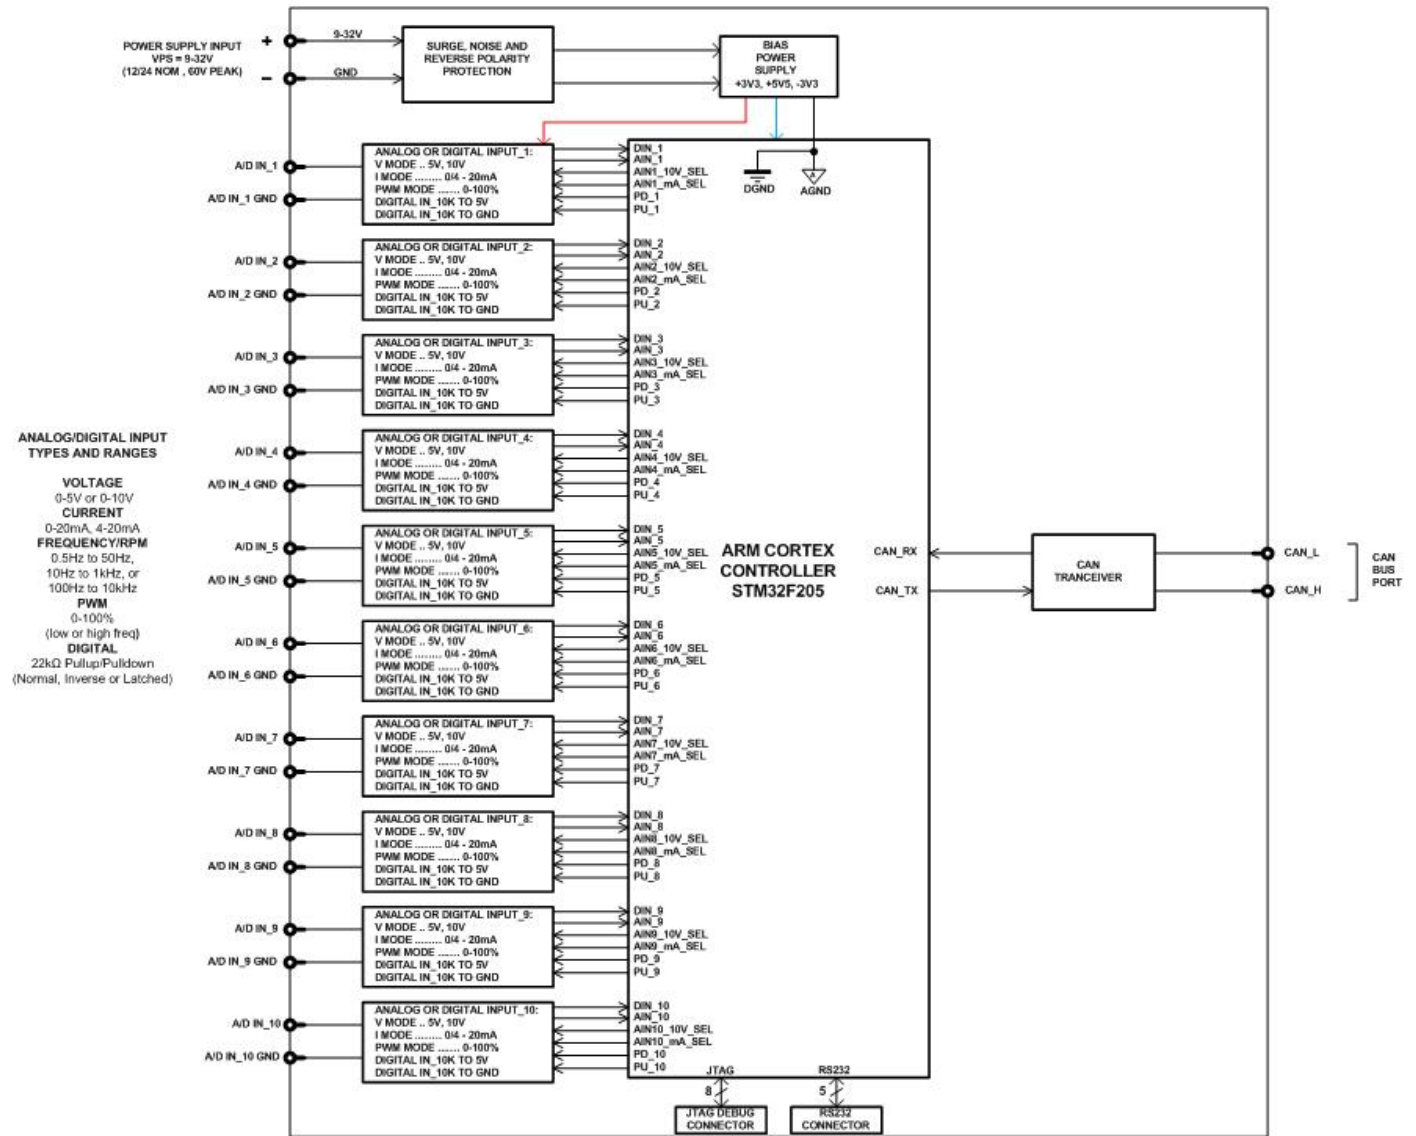 POWER SUPPLY INPUT
VPS = 9-32V
(12/24 NOM , 60V PEAK)
+
−
9-32V
GND
SURGE, NOISE AND
REVERSE POLARITY
PROTECTION
BIAS
POWER
SUPPLY
+3V3, +5V5, -3V3
DGND
A
AGND
A/D IN_1
A/D IN_1 GND
ANALOG OR DIGITAL INPUT_1:
V MODE .. 5V, 10V
I MODE ........ 0/4 - 20mA
PWM MODE ....... 0-100%
DIGITAL IN_10K TO 5V
DIGITAL IN_10K TO GND
DIN_1
AIN_1
AIN1_10V_SEL
AIN1_mA_SEL
PD_1
PU_1
A/D IN_2
A/D IN_2 GND
ANALOG OR DIGITAL INPUT_2:
V MODE .. 5V, 10V
I MODE ........ 0/4 - 20mA
PWM MODE ....... 0-100%
DIGITAL IN_10K TO 5V
DIGITAL IN_10K TO GND
DIN_2
AIN_2
AIN2_10V_SEL
AIN2_mA_SEL
PD_2
PU_2
A/D IN_3
A/D IN_3 GND
ANALOG OR DIGITAL INPUT_3:
V MODE .. 5V, 10V
I MODE ........ 0/4 - 20mA
PWM MODE ....... 0-100%
DIGITAL IN_10K TO 5V
DIGITAL IN_10K TO GND
DIN_3
AIN_3
AIN3_10V_SEL
AIN3_mA_SEL
PD_3
PU_3
A/D IN_4
A/D IN_4 GND
ANALOG OR DIGITAL INPUT_4:
V MODE .. 5V, 10V
I MODE ........ 0/4 - 20mA
PWM MODE ....... 0-100%
DIGITAL IN_10K TO 5V
DIGITAL IN_10K TO GND
DIN_4
AIN_4
AIN4_10V_SEL
AIN4_mA_SEL
PD_4
PU_4
A/D IN_5
A/D IN_5 GND
ANALOG OR DIGITAL INPUT_5:
V MODE .. 5V, 10V
I MODE ........ 0/4 - 20mA
PWM MODE ....... 0-100%
DIGITAL IN_10K TO 5V
DIGITAL IN_10K TO GND
DIN_5
AIN_5
AIN5_10V_SEL
AIN5_mA_SEL
PD_5
PU_5
A/D IN_6
A/D IN_6 GND
ANALOG OR DIGITAL INPUT_6:
V MODE .. 5V, 10V
I MODE ........ 0/4 - 20mA
PWM MODE ....... 0-100%
DIGITAL IN_10K TO 5V
DIGITAL IN_10K TO GND
DIN_6
AIN_6
AIN6_10V_SEL
AIN6_mA_SEL
PD_6
PU_6
A/D IN_7
A/D IN_7 GND
ANALOG OR DIGITAL INPUT_7:
V MODE .. 5V, 10V
I MODE ........ 0/4 - 20mA
PWM MODE ....... 0-100%
DIGITAL IN_10K TO 5V
DIGITAL IN_10K TO GND
DIN_7
AIN_7
AIN7_10V_SEL
AIN7_mA_SEL
PD_7
PU_7
A/D IN_8
A/D IN_8 GND
ANALOG OR DIGITAL INPUT_8:
V MODE .. 5V, 10V
I MODE ........ 0/4 - 20mA
PWM MODE ....... 0-100%
DIGITAL IN_10K TO 5V
DIGITAL IN_10K TO GND
DIN_8
AIN_8
AIN8_10V_SEL
AIN8_mA_SEL
PD_8
PU_8
A/D IN_9
A/D IN_9 GND
ANALOG OR DIGITAL INPUT_9:
V MODE .. 5V, 10V
I MODE ........ 0/4 - 20mA
PWM MODE ....... 0-100%
DIGITAL IN_10K TO 5V
DIGITAL IN_10K TO GND
DIN_9
AIN_9
AIN9_10V_SEL
AIN9_mA_SEL
PD_9
PU_9
A/D IN_10
A/D IN_10 GND
ANALOG OR DIGITAL INPUT_10:
V MODE .. 5V, 10V
I MODE ........ 0/4 - 20mA
PWM MODE ....... 0-100%
DIGITAL IN_10K TO 5V
DIGITAL IN_10K TO GND
DIN_10
AIN_10
AIN10_10V_SEL
AIN10_mA_SEL
PD_10
PU_10
ANALOG/DIGITAL INPUT
TYPES AND RANGES
VOLTAGE
0-5V or 0-10V
CURRENT
0-20mA, 4-20mA
FREQUENCY/RPM
0.5Hz to 50Hz,
10Hz to 1kHz, or
100Hz to 10kHz
PWM
0-100%
(low or high freq)
DIGITAL
22kΩ Pullup/Pulldown
(Normal, Inverse or Latched)
ARM CORTEX
CONTROLLER
STM32F205
CAN_RX
CAN_TX
CAN
TRANCEIVER
CAN_L
CAN_H
CAN
BUS
PORT
JTAG
RS232
8
5
JTAG DEBUG
CONNECTOR
RS232
CONNECTOR